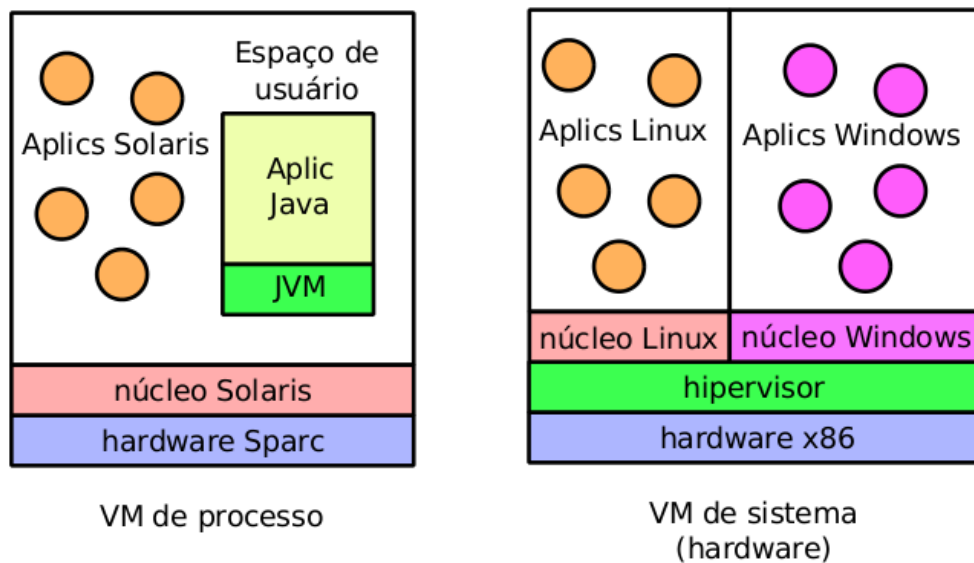 Espaço de
usuário
Aplics Solaris
Aplic
Java
JVM
núcleo Solaris
hardware Sparc
VM de processo
Aplics Linux
Aplics Windows
núcleo Linux
núcleo Windows
hipervisor
hardware x86
VM de sistema
(hardware)